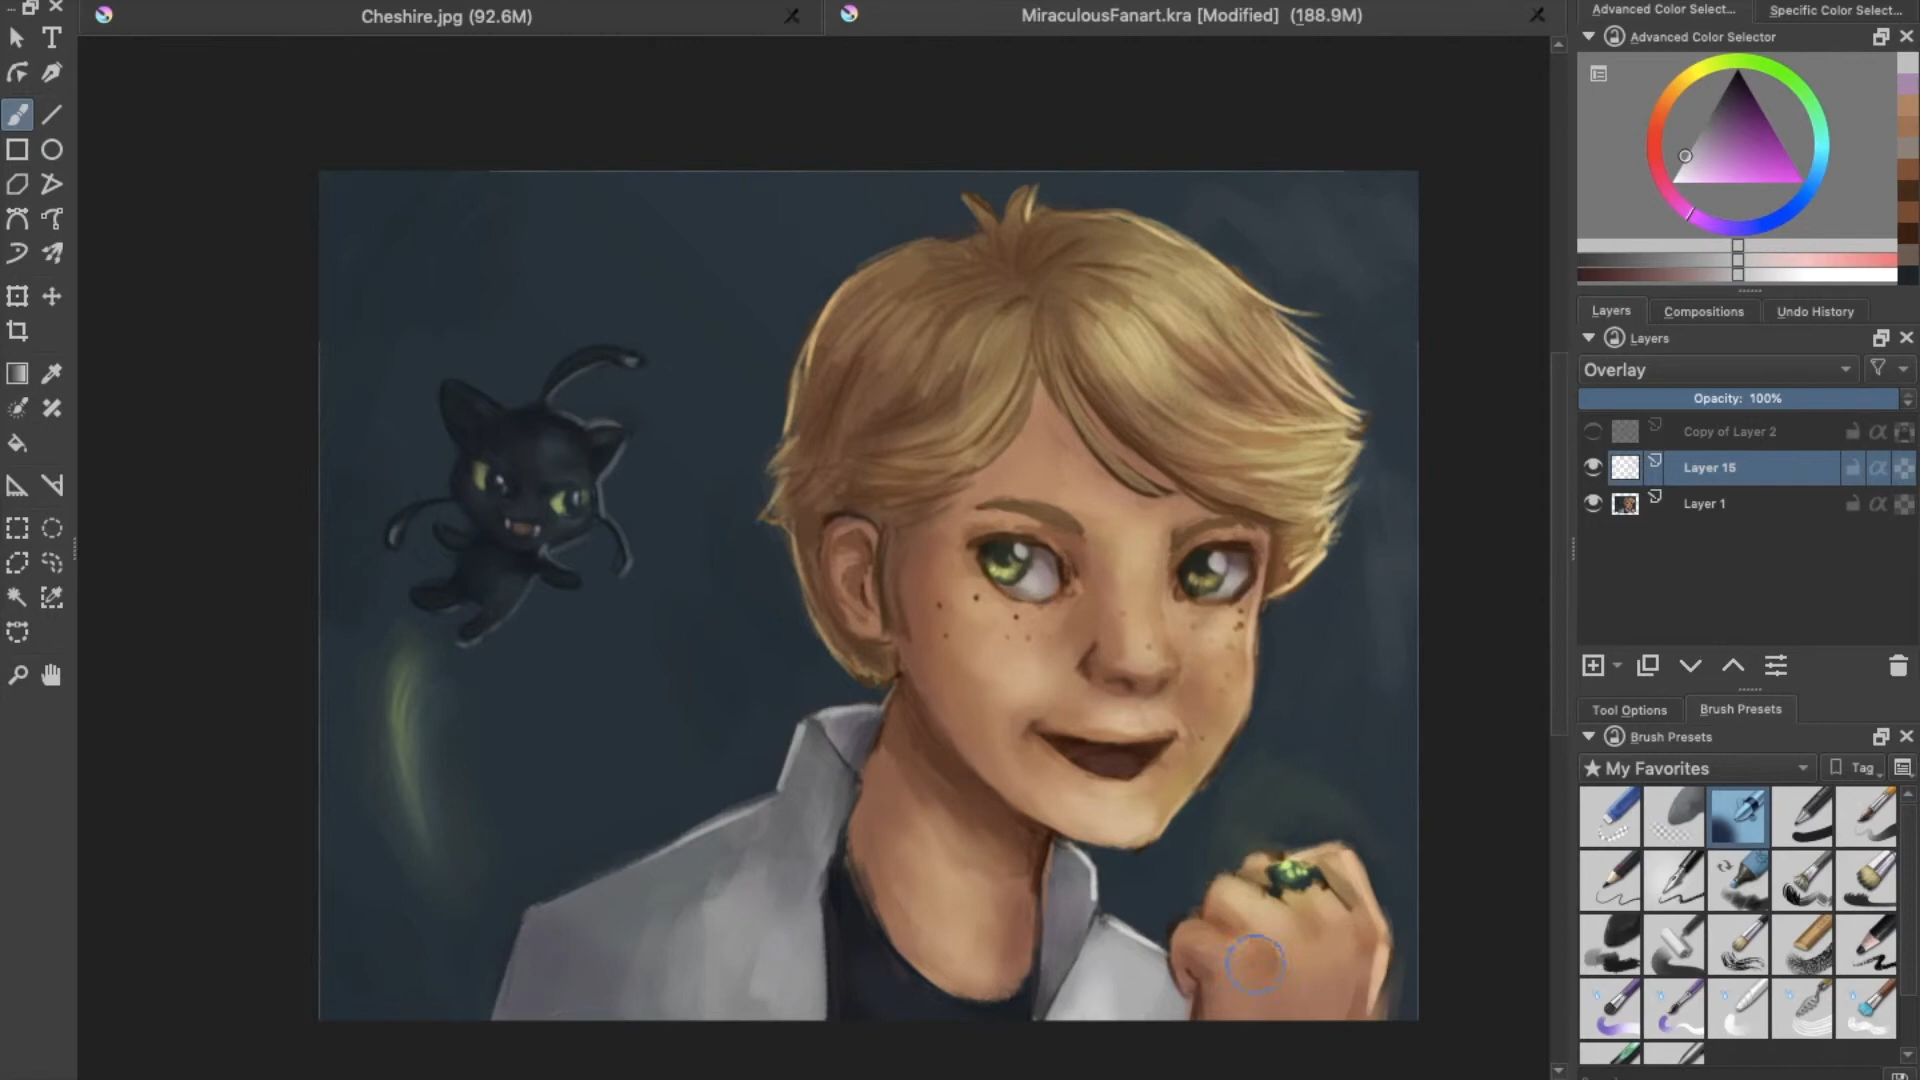 Cheshire.jpg (92.6M)
MiraculousFanart.kra [Modified] (188.9M)
Advanced Color Select...
Specific Color Select...
Advanced Color Selector
Layers
Compositions
Undo History
Layers
Overlay
Opacity: 100%
Copy of Layer 2
Layer 15
Layer 1
Tool Options
Brush Presets
Brush Presets
★ My Favorites
Tag